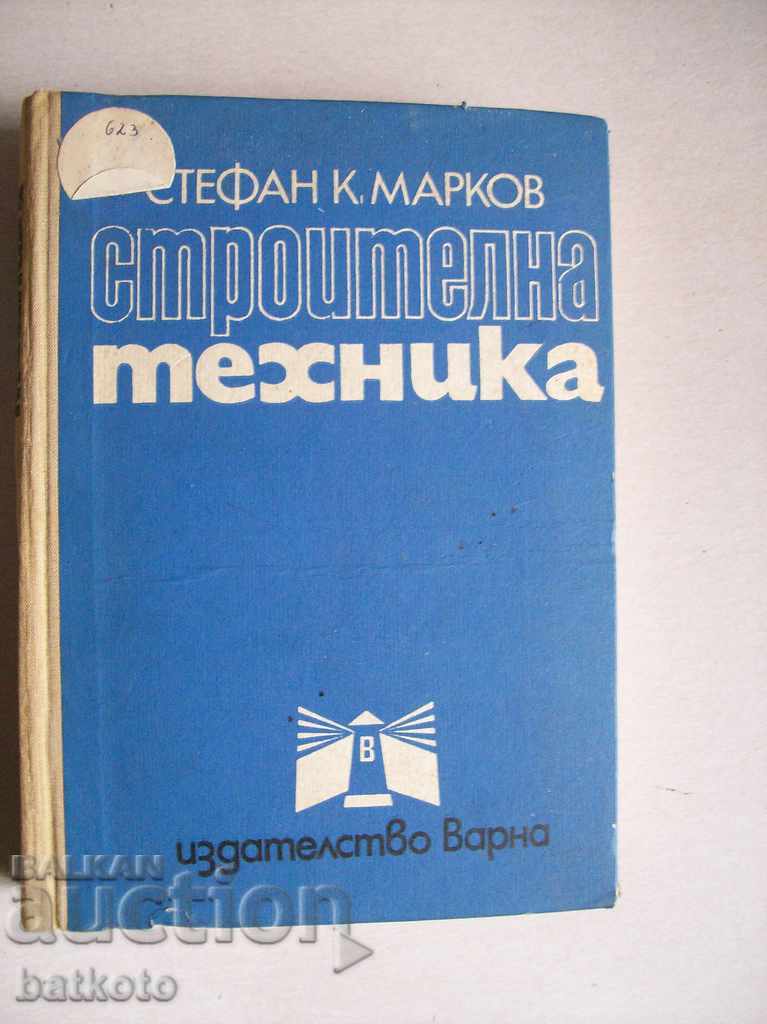 623
СТЕФАН К. МАРКОВ
строителна
техника
В
издателство Варна
BALKAN
auction
batkoto